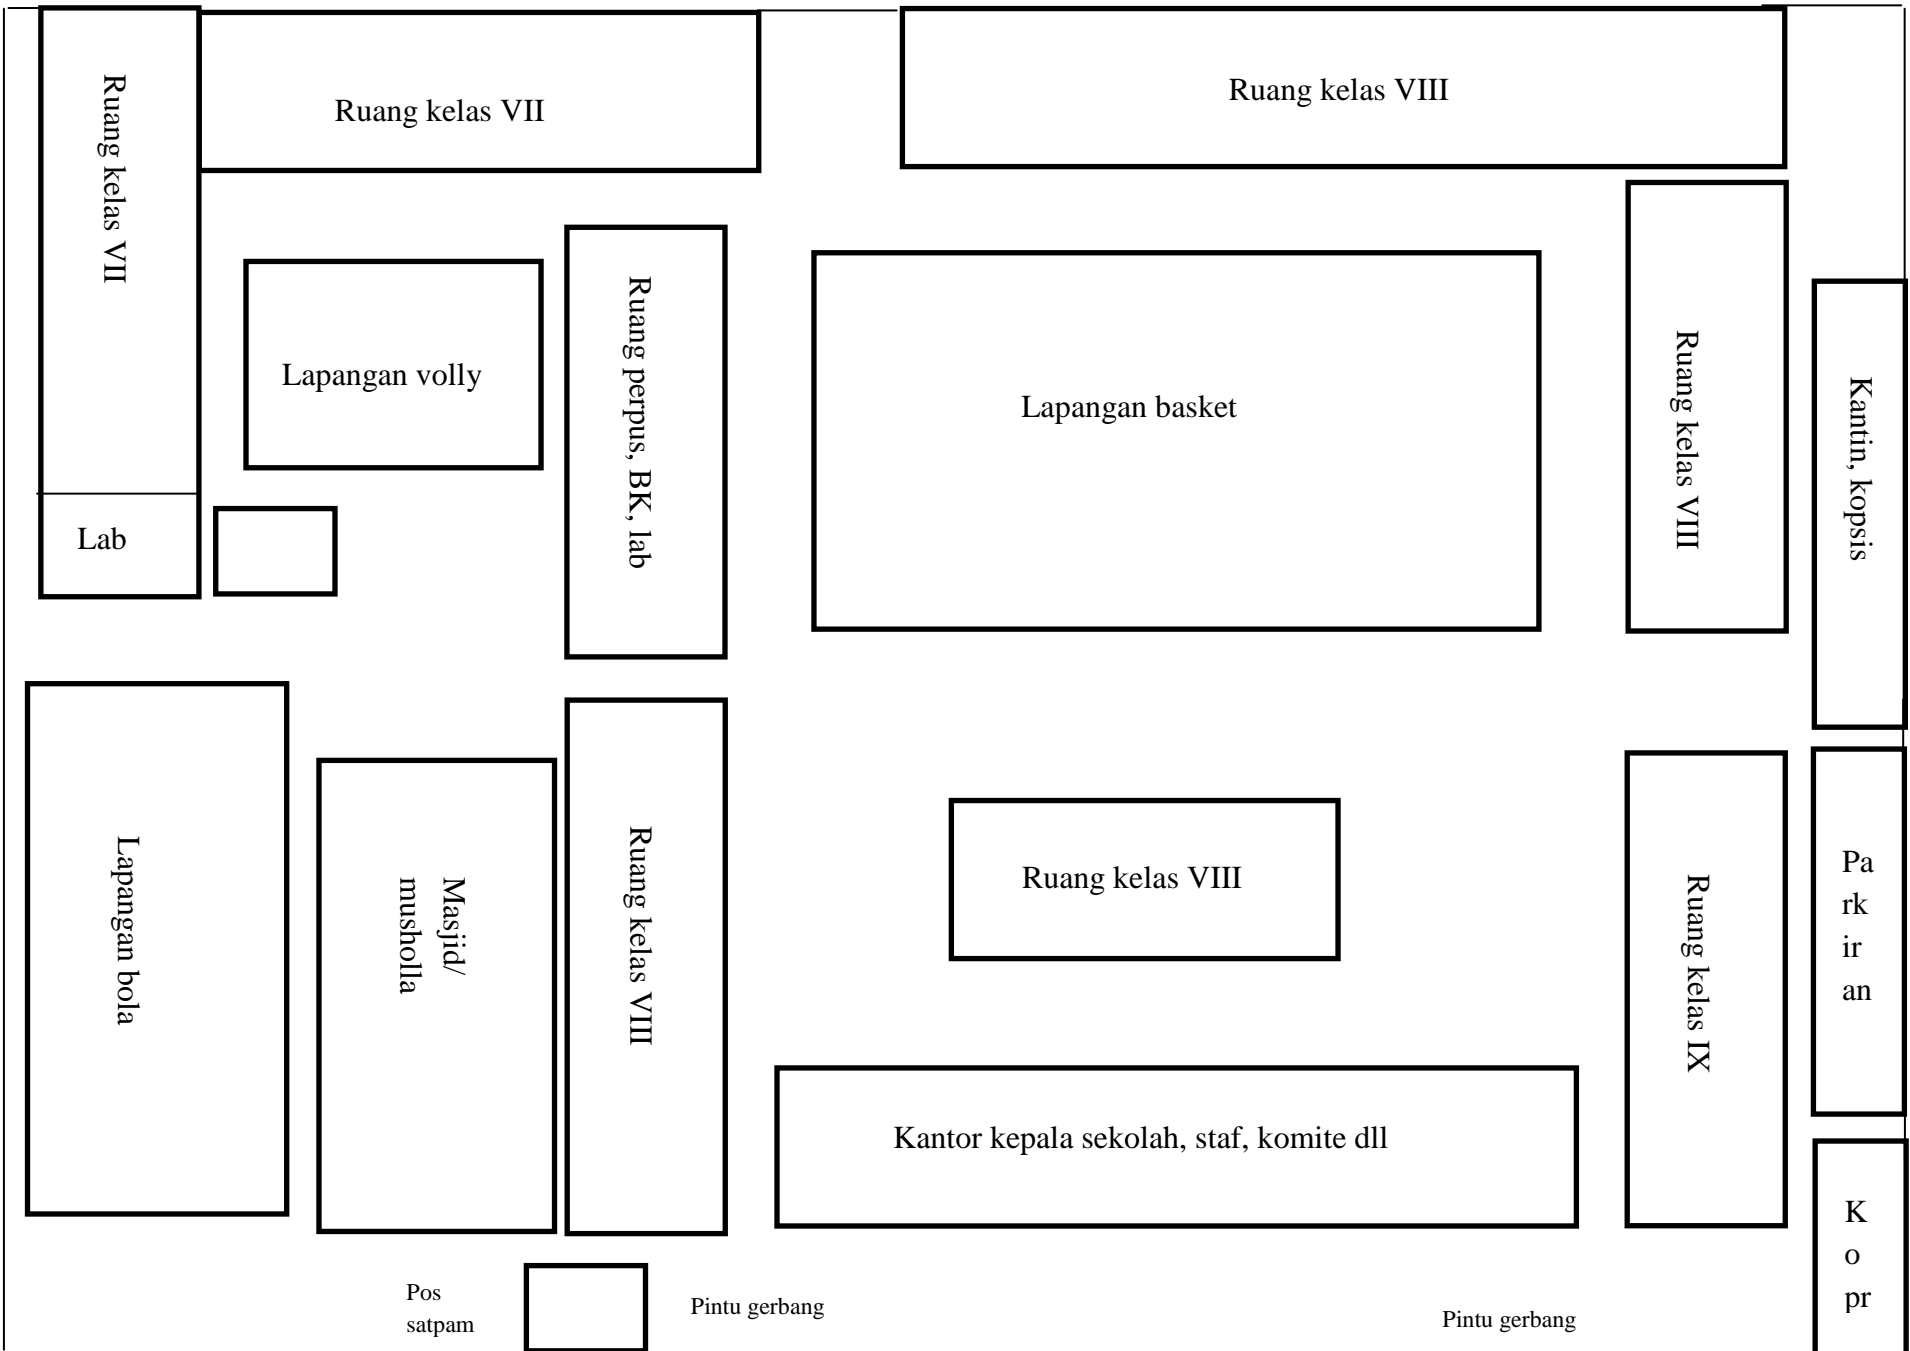 Ruang kelas VII
Ruang kelas VII
Ruang kelas VIII
Lapangan volly
Ruang perpus, BK, lab
Lapangan basket
Ruang kelas VIII
Kantin, kopsis
Lab
Lapangan bola
Masjid/
musholla
Ruang kelas VIII
Ruang kelas VIII
Ruang kelas IX
Pa
rk
ir
an
Kantor kepala sekolah, staf, komite dll
K
o
pr
Pos
satpam
Pintu gerbang
Pintu gerbang